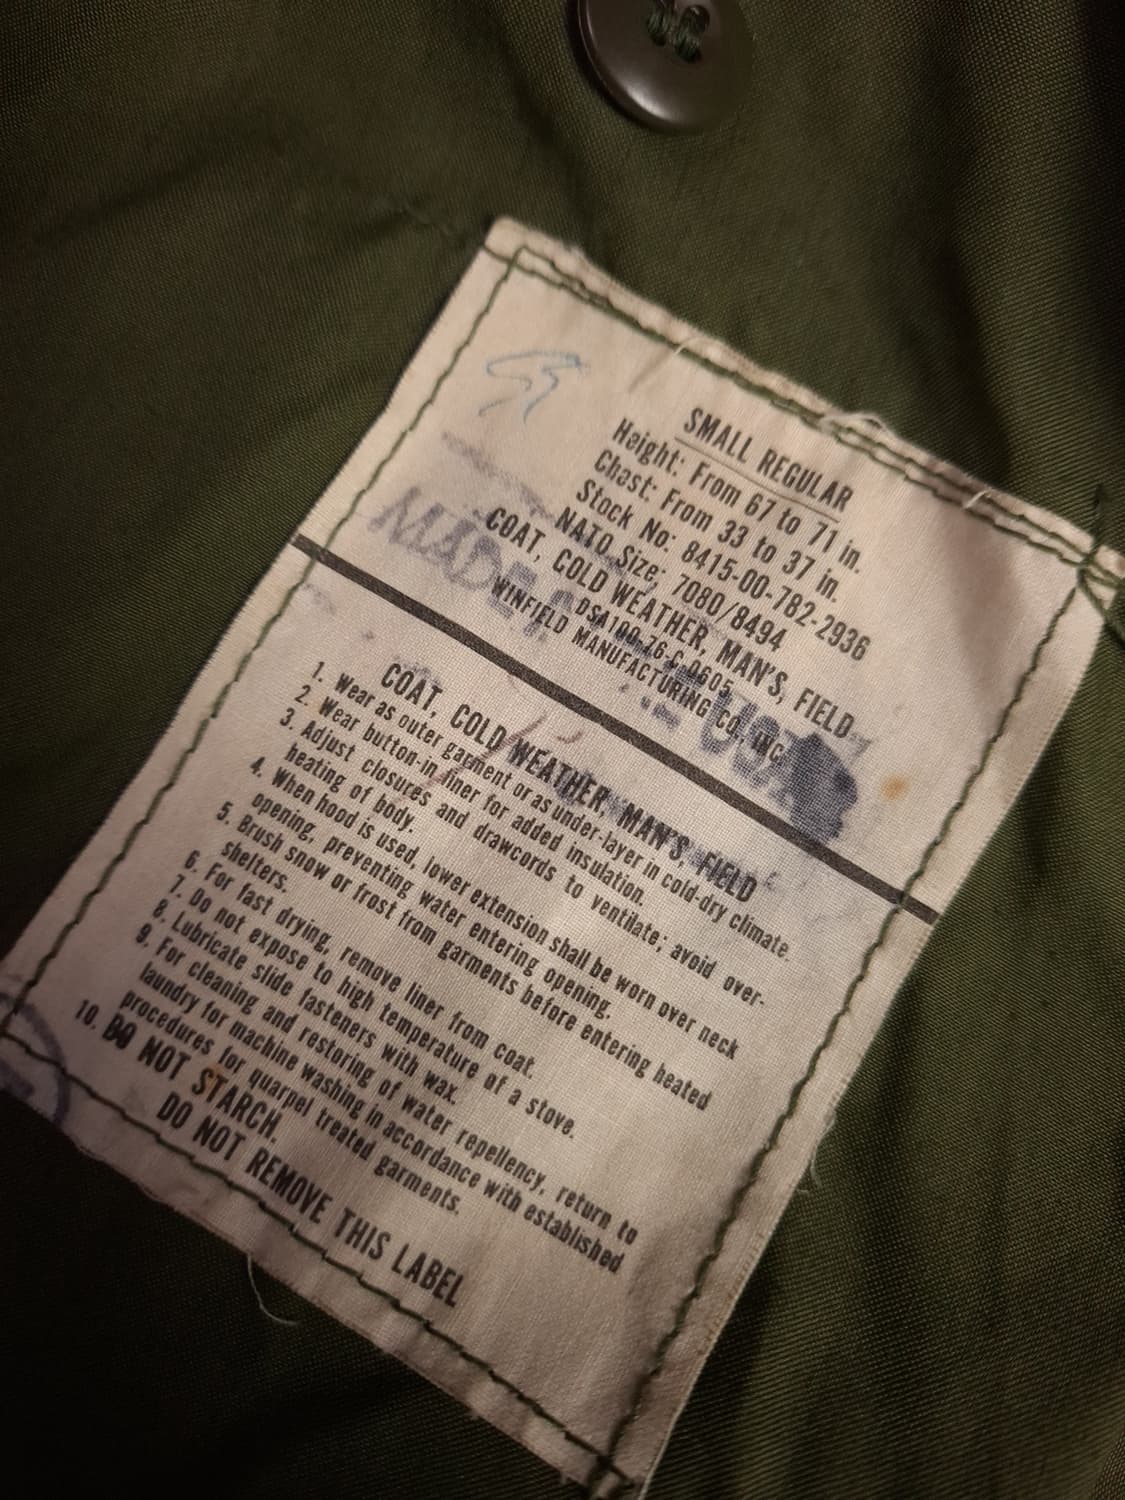 SMALL REGULAR
Height: From 67 to 71 in.
Chest: From 33 to 37 in.
Stock No: 8415-00-782-2936
NATO Size; 7080/8494
COAT, COLD WEATHER, MAN'S, FIELD
DSA100-76-C-0605
WINFIELD MANUFACTURING CO. INC.
MADE USA
COAT, COLD WEATHER, MAN'S, FIELD
1. Wear as outer garment or as under-layer in cold-dry climate.
2. Wear button-in liner for added insulation.
3. Adjust closures and drawcords to ventilate; avoid over-
heating of body.
4. When hood is used, lower extension shall be worn over neck
opening, preventing water entering opening.
5. Brush snow or frost from garments before entering heated
shelters.
6. For fast drying, remove liner from coat.
7. Do not expose to high temperature of a stove.
8. Lubricate slide fasteners with wax.
9. For cleaning and restoring of water repellency, return to
laundry for machine washing in accordance with established
procedures for quarpel treated garments.
10. DO NOT STARCH.
DO NOT REMOVE THIS LABEL